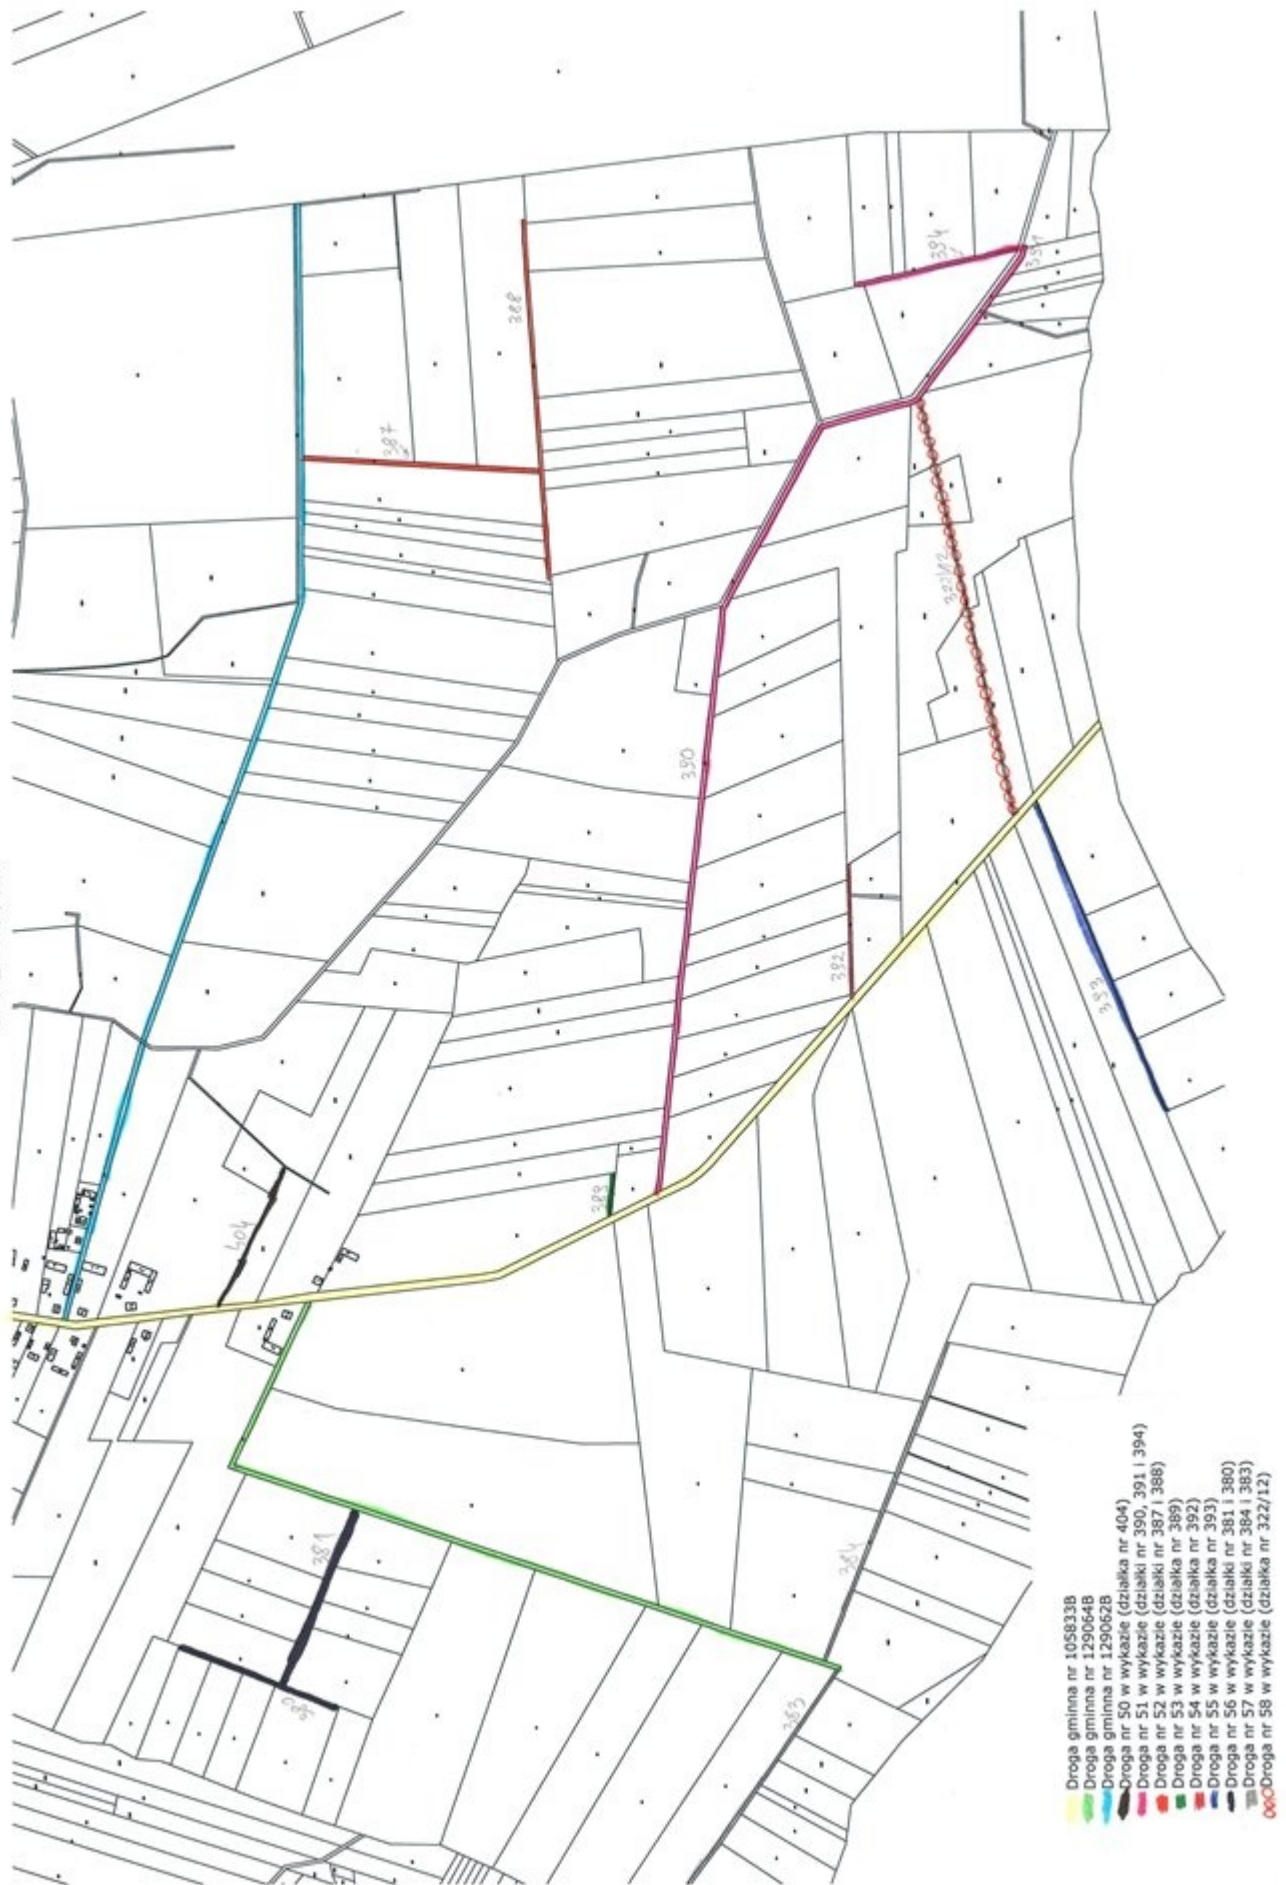 404
387
388
394
391
390
322/12
392
393
389
381
380
384
383
Droga gminna nr 105833B
Droga gminna nr 129064B
Droga gminna nr 129062B
Droga nr 50 w wykazie (działka nr 404)
Droga nr 51 w wykazie (działki nr 390, 391 i 394)
Droga nr 52 w wykazie (działki nr 387 i 388)
Droga nr 53 w wykazie (działka nr 389)
Droga nr 54 w wykazie (działka nr 392)
Droga nr 55 w wykazie (działka nr 393)
Droga nr 56 w wykazie (działki nr 381 i 380)
Droga nr 57 w wykazie (działki nr 384 i 383)
Droga nr 58 w wykazie (działka nr 322/12)